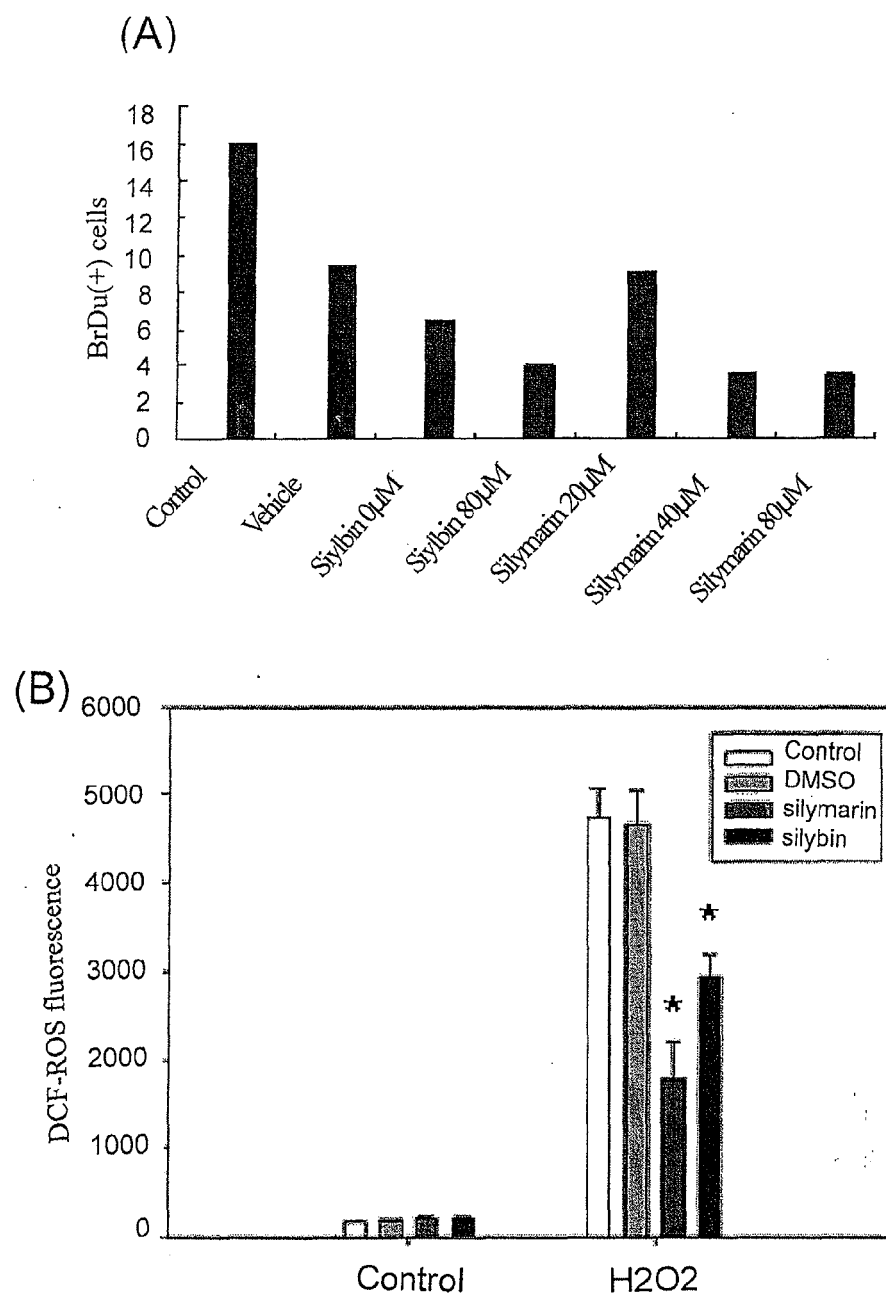 (A)
18
16
14
12
10
8
6
4
2
0
BrDu(+) cells
Control
Vehicle
Siylbin 0µM
Siylbin 80µM
Silymarin 20µM
Silymarin 40µM
Silymarin 80µM
(B)
6000
5000
4000
3000
2000
1000
0
DCF-ROS fluorescence
Control
DMSO
silymarin
silybin
Control
H2O2